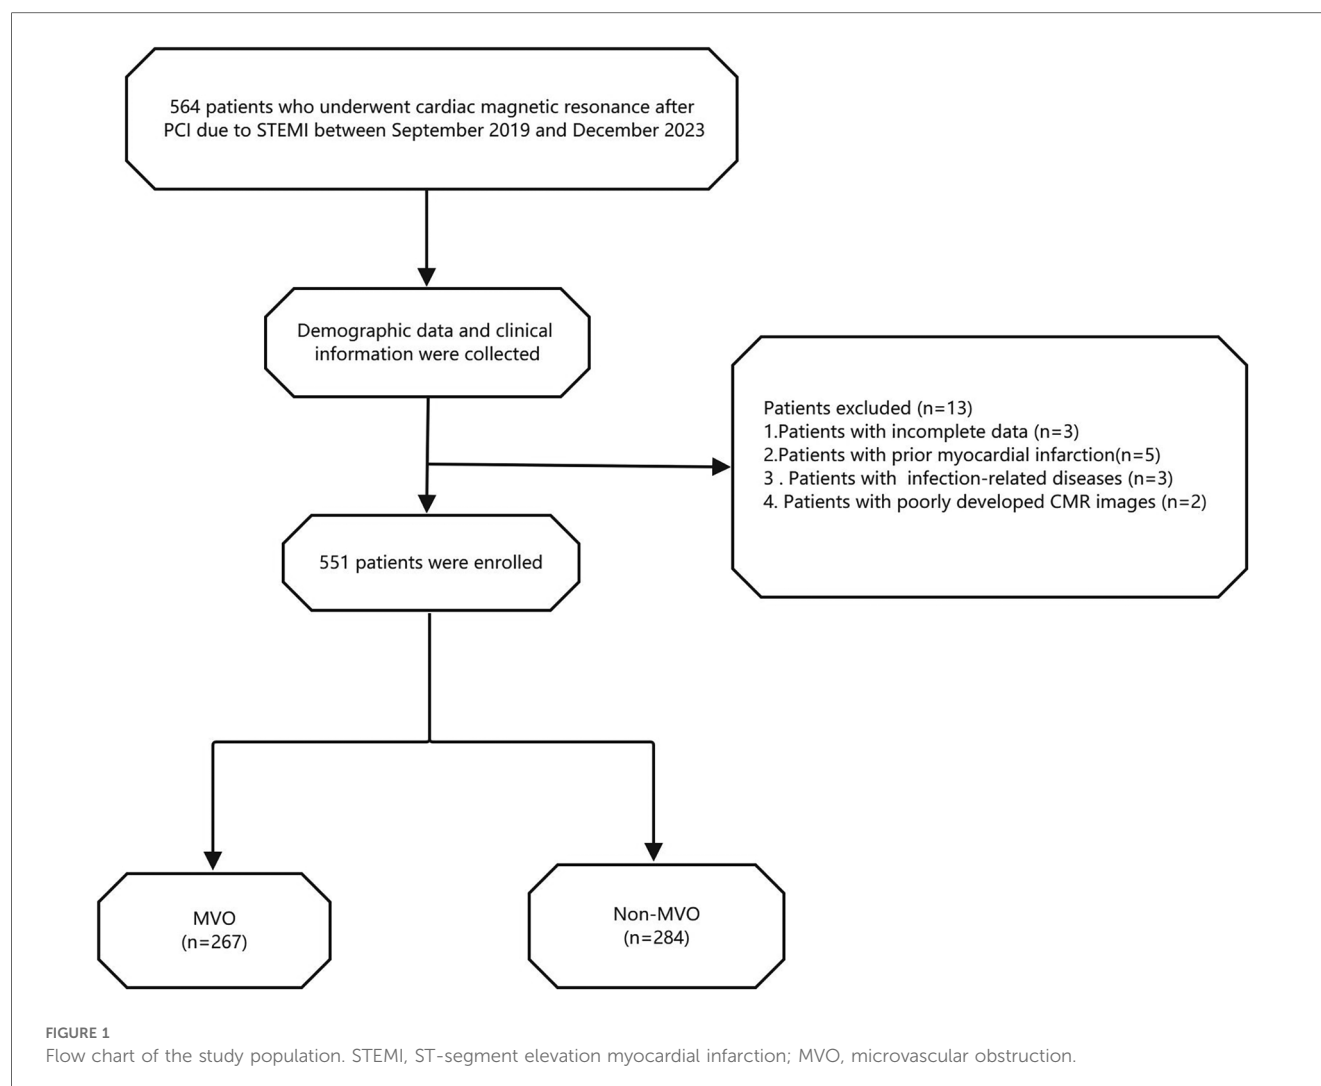 564 patients who underwent cardiac magnetic resonance after
PCI due to STEMI between September 2019 and December 2023
Demographic data and clinical
information were collected
Patients excluded (n=13)
1.Patients with incomplete data (n=3)
2.Patients with prior myocardial infarction(n=5)
3 . Patients with  infection-related diseases (n=3)
4. Patients with poorly developed CMR images (n=2)
551 patients were enrolled
MVO
(n=267)
Non-MVO
(n=284)
FIGURE 1
Flow chart of the study population. STEMI, ST-segment elevation myocardial infarction; MVO, microvascular obstruction.